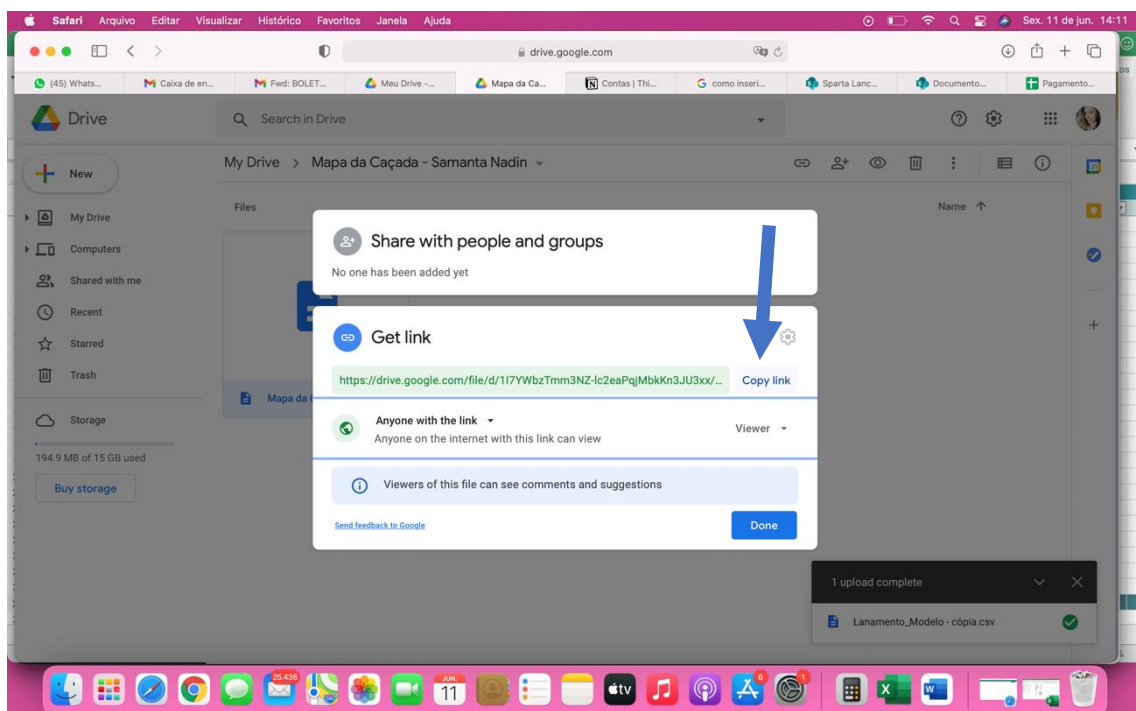 Safari Arquivo Editar Visualizar Histórico Favoritos Janela Ajuda Sex. 11 de jun. 14:11
drive.google.com
(45) Whats... Caixa de en... Fwd: BOLET... Meu Drive -... Mapa da Ca... Contas | Thi... como inseri... Sparta Lanc... Documento... Pagamento...
Drive
Search in Drive
New
My Drive > Mapa da Caçada - Samanta Nadin
Files
Name
My Drive
Computers
Shared with me
Recent
Starred
Trash
Storage
194.9 MB of 15 GB used
Buy storage
Mapa da
Share with people and groups
No one has been added yet
Get link
https://drive.google.com/file/d/1I7YWbzTmm3NZ-lc2eaPqjMbkKn3JU3xx/... Copy link
Anyone with the link
Anyone on the internet with this link can view
Viewer
Viewers of this file can see comments and suggestions
Send feedback to Google
Done
1 upload complete
Lanamento_Modelo - cópia.csv
25.438
JUN.
11
tv
6
1
X
W